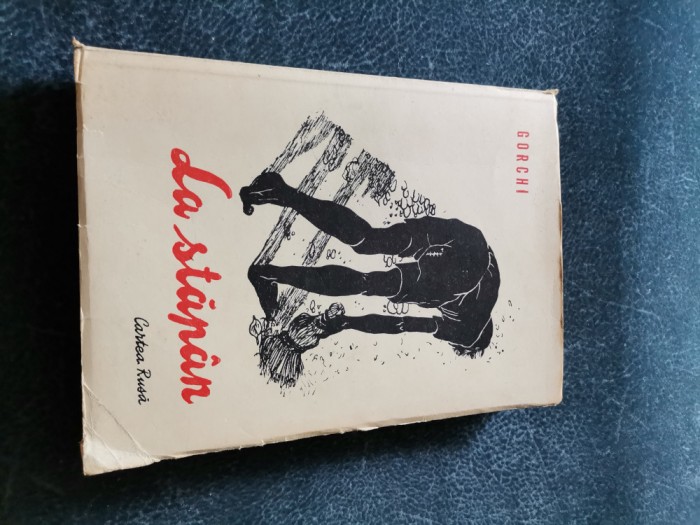 GORCHI
La stăpân
Cartea Rusă